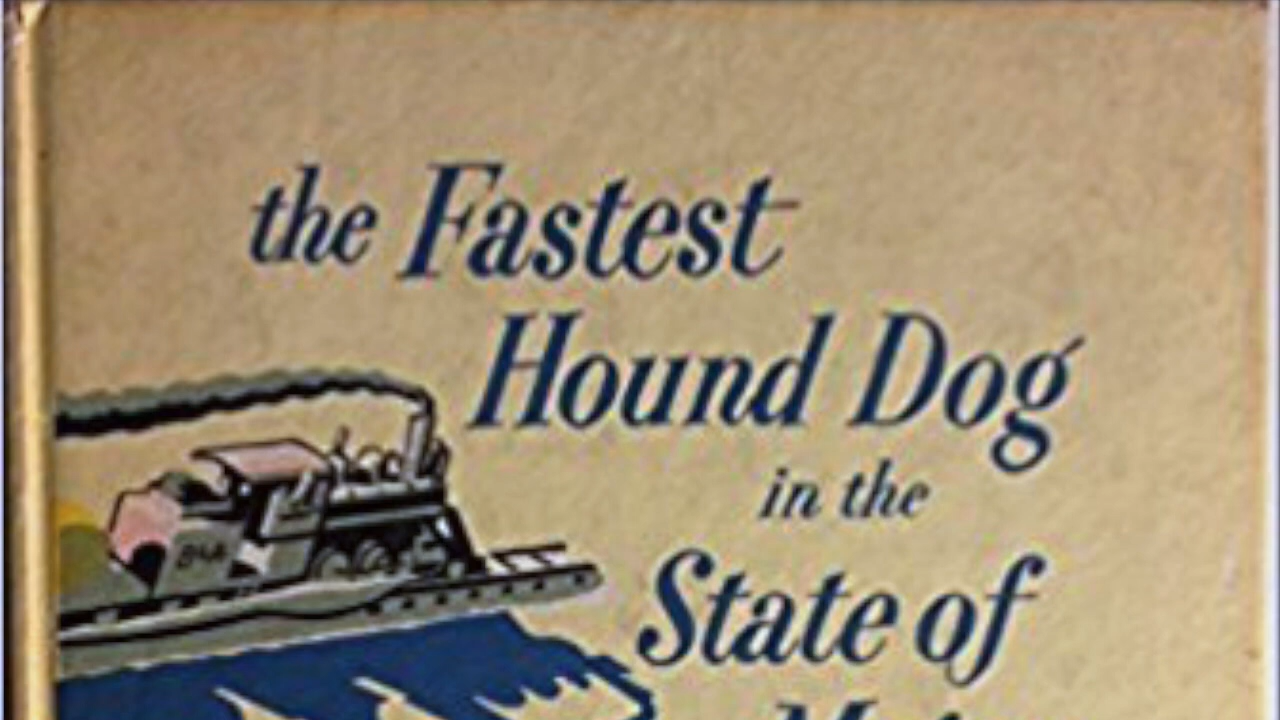 the Fastest
Hound Dog
in the
State of